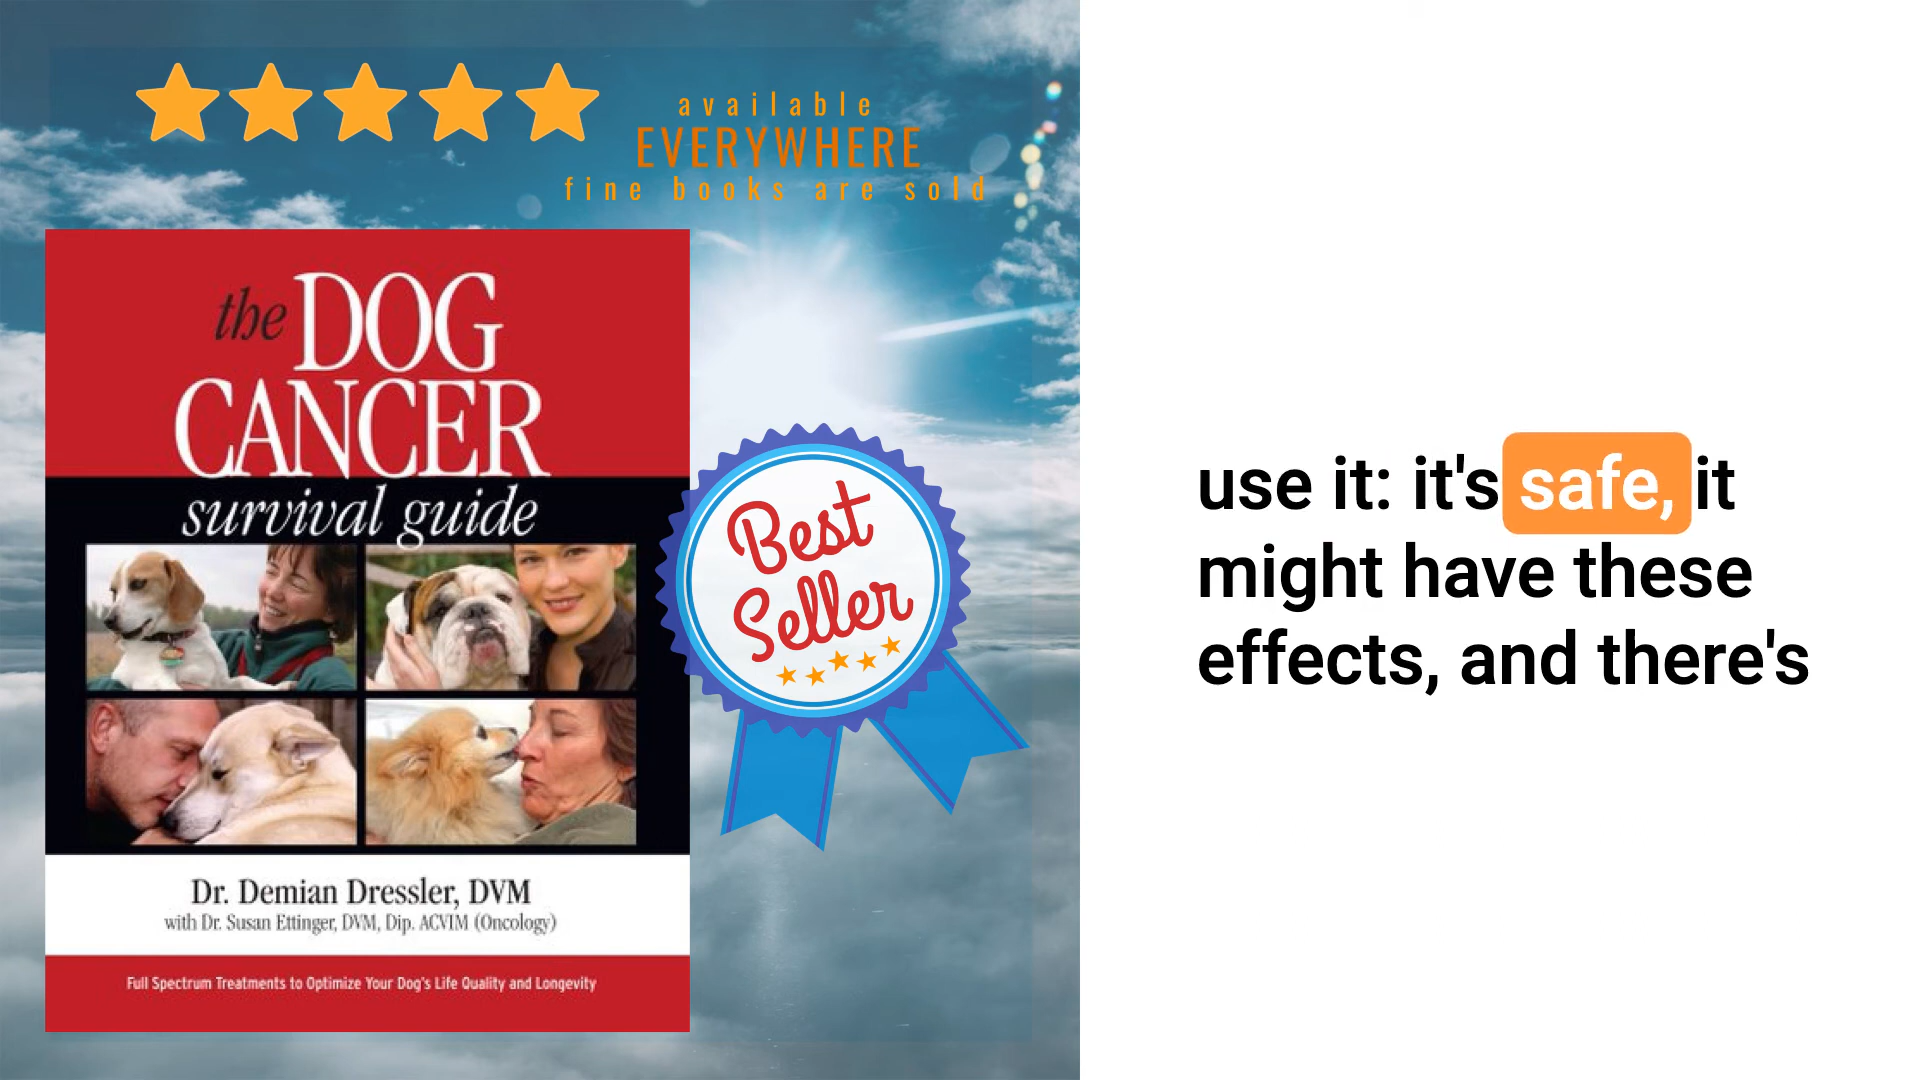 available
EVERYWHERE
fine books are sold
the DOG
CANCER
survival guide
Best
Seller
Dr. Demian Dressler, DVM
with Dr. Susan Ettinger, DVM, Dip. ACVIM (Oncology)
Full Spectrum Treatments to Optimize Your Dog's Life Quality and Longevity
use it: it's safe, it
might have these
effects, and there's